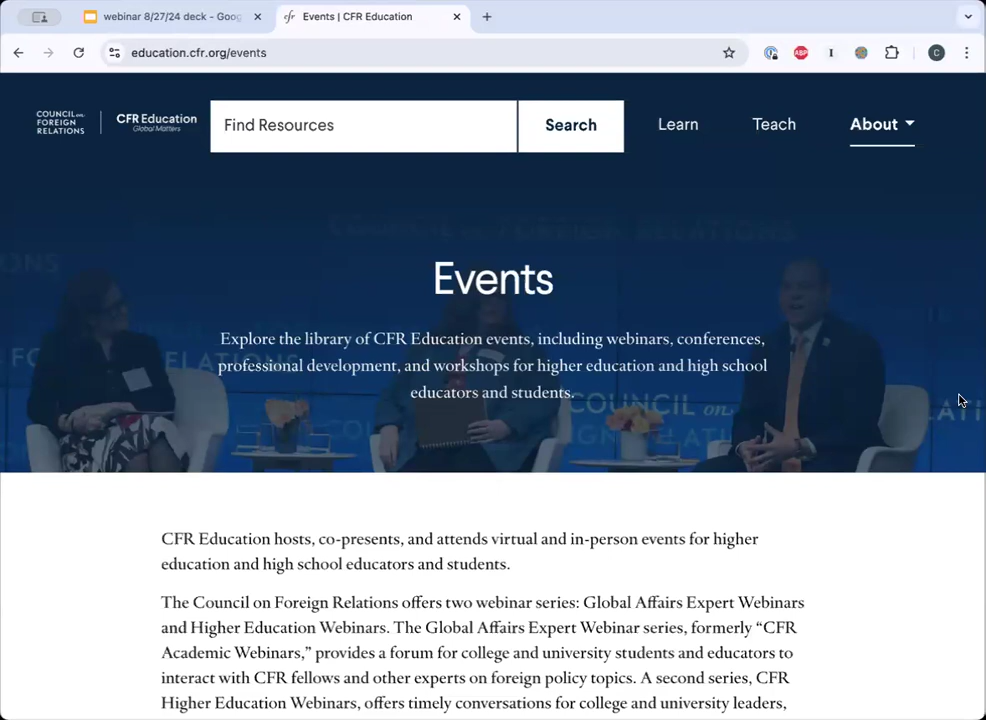 webinar 8/27/24 deck - Goog
Events | CFR Education
education.cfr.org/events
ABP
C
COUNCIL on FOREIGN RELATIONS
CFR Education
Global Matters
Find Resources
Search
Learn
Teach
About
Events
Explore the library of CFR Education events, including webinars, conferences,
professional development, and workshops for higher education and high school
educators and students.
CFR Education hosts, co-presents, and attends virtual and in-person events for higher
education and high school educators and students.
The Council on Foreign Relations offers two webinar series: Global Affairs Expert Webinars
and Higher Education Webinars. The Global Affairs Expert Webinar series, formerly “CFR
Academic Webinars,” provides a forum for college and university students and educators to
interact with CFR fellows and other experts on foreign policy topics. A second series, CFR
Higher Education Webinars, offers timely conversations for college and university leaders,